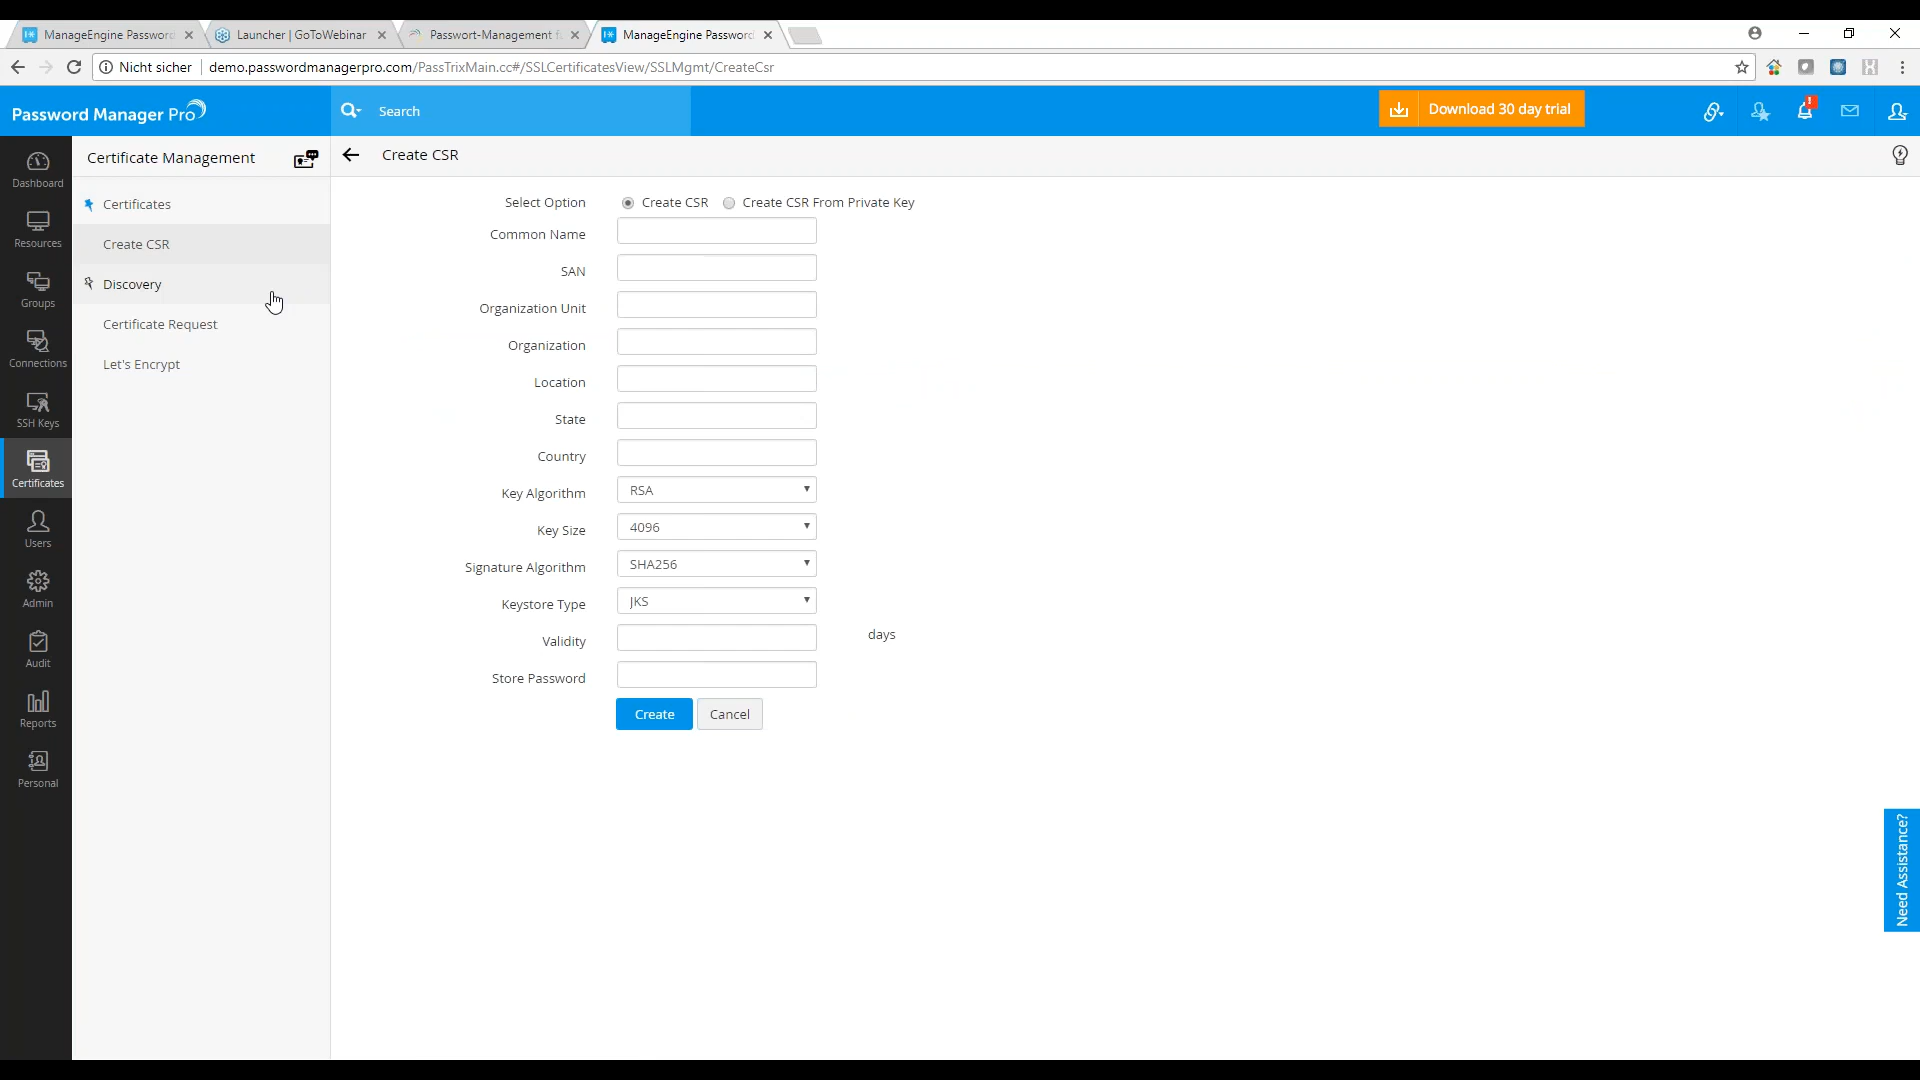 ManageEngine Password
Launcher | GoToWebinar
Passwort-Management f
ManageEngine Password
Nicht sicher
demo.passwordmanagerpro.com/PassTrixMain.cc#/SSLCertificatesView/SSLMgmt/CreateCsr
Password Manager Pro
Search
Download 30 day trial
1
Dashboard
Resources
Groups
Connections
SSH Keys
Certificates
Users
Admin
Audit
Reports
Personal
Certificate Management
Certificates
Create CSR
Discovery
Certificate Request
Let's Encrypt
Create CSR
Select Option
Create CSR
Create CSR From Private Key
Common Name
SAN
Organization Unit
Organization
Location
State
Country
Key Algorithm
RSA
Key Size
4096
Signature Algorithm
SHA256
Keystore Type
JKS
Validity
days
Store Password
Create
Cancel
Need Assistance?